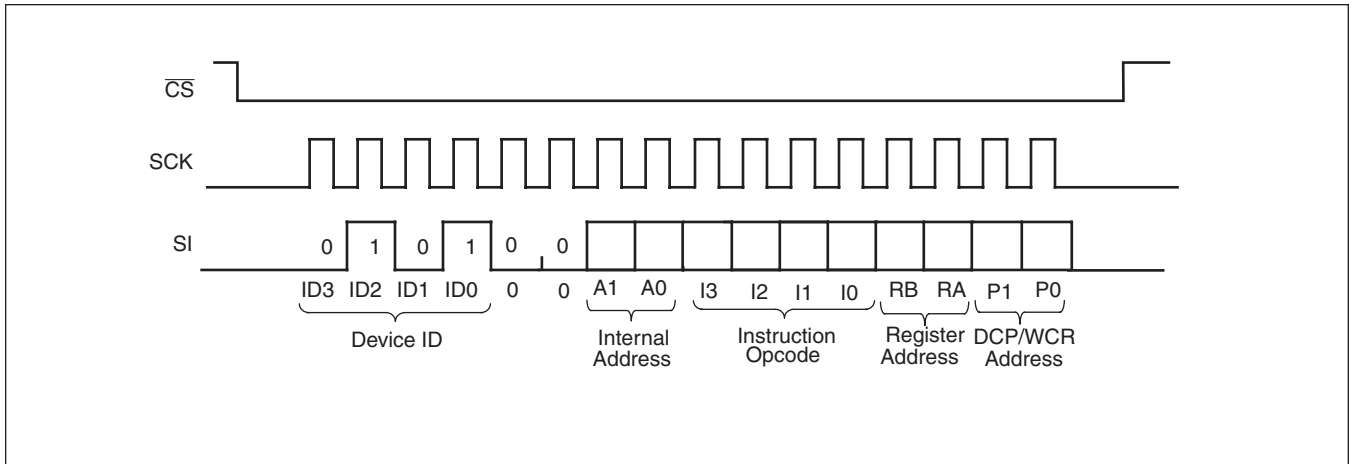 CS
SCK
SI
0 1 0 1 0 0
ID3 ID2 ID1 ID0 0 0 A1 A0 I3 I2 I1 I0 RB RA P1 P0
Device ID
Internal
Address
Instruction
Opcode
Register
Address
DCP/WCR
Address